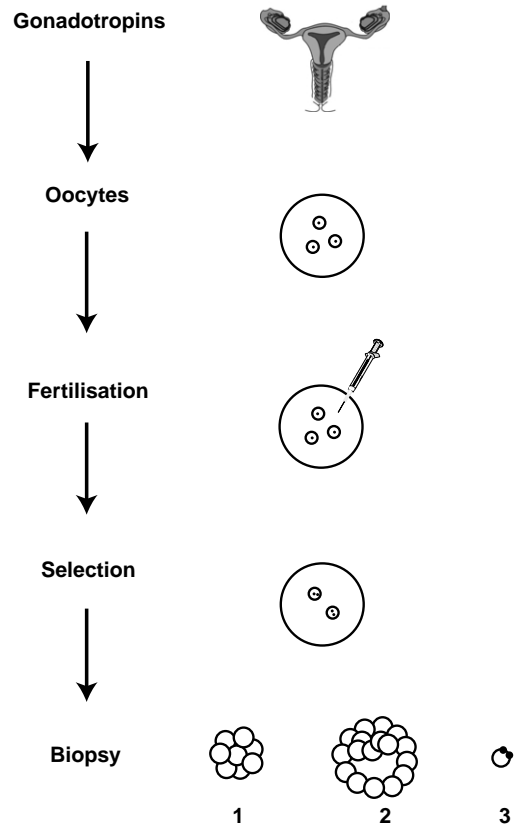 Gonadotropins
Oocytes
Fertilisation
Selection
Biopsy
1 2 3